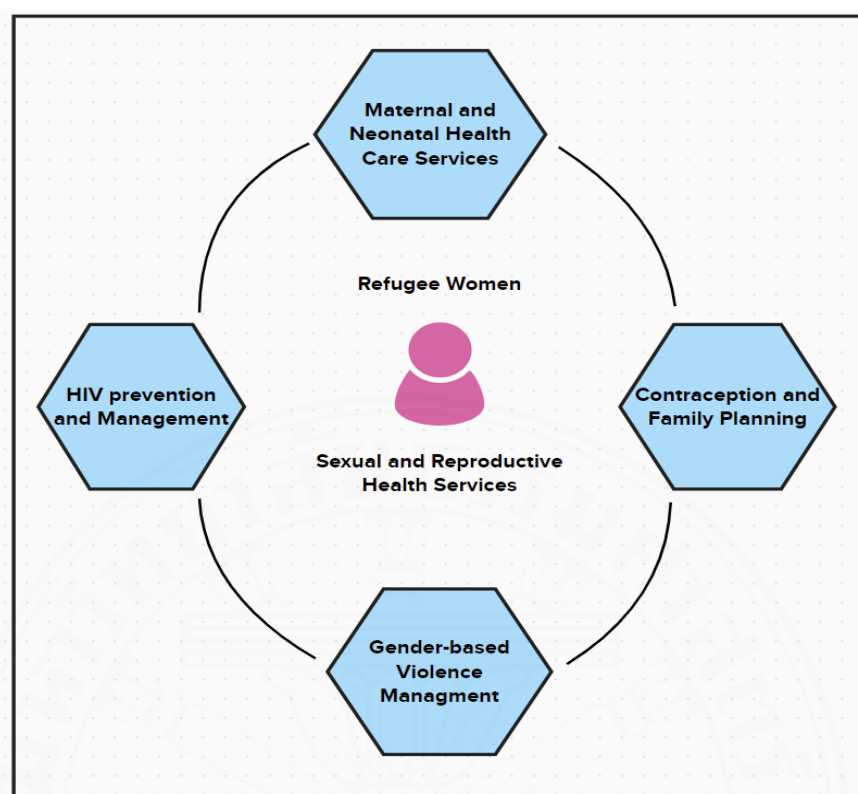 Maternal and
Neonatal Health
Care Services
Refugee Women
HIV prevention
and Management
Contraception and
Family Planning
Sexual and Reproductive
Health Services
Gender-based
Violence
Managment